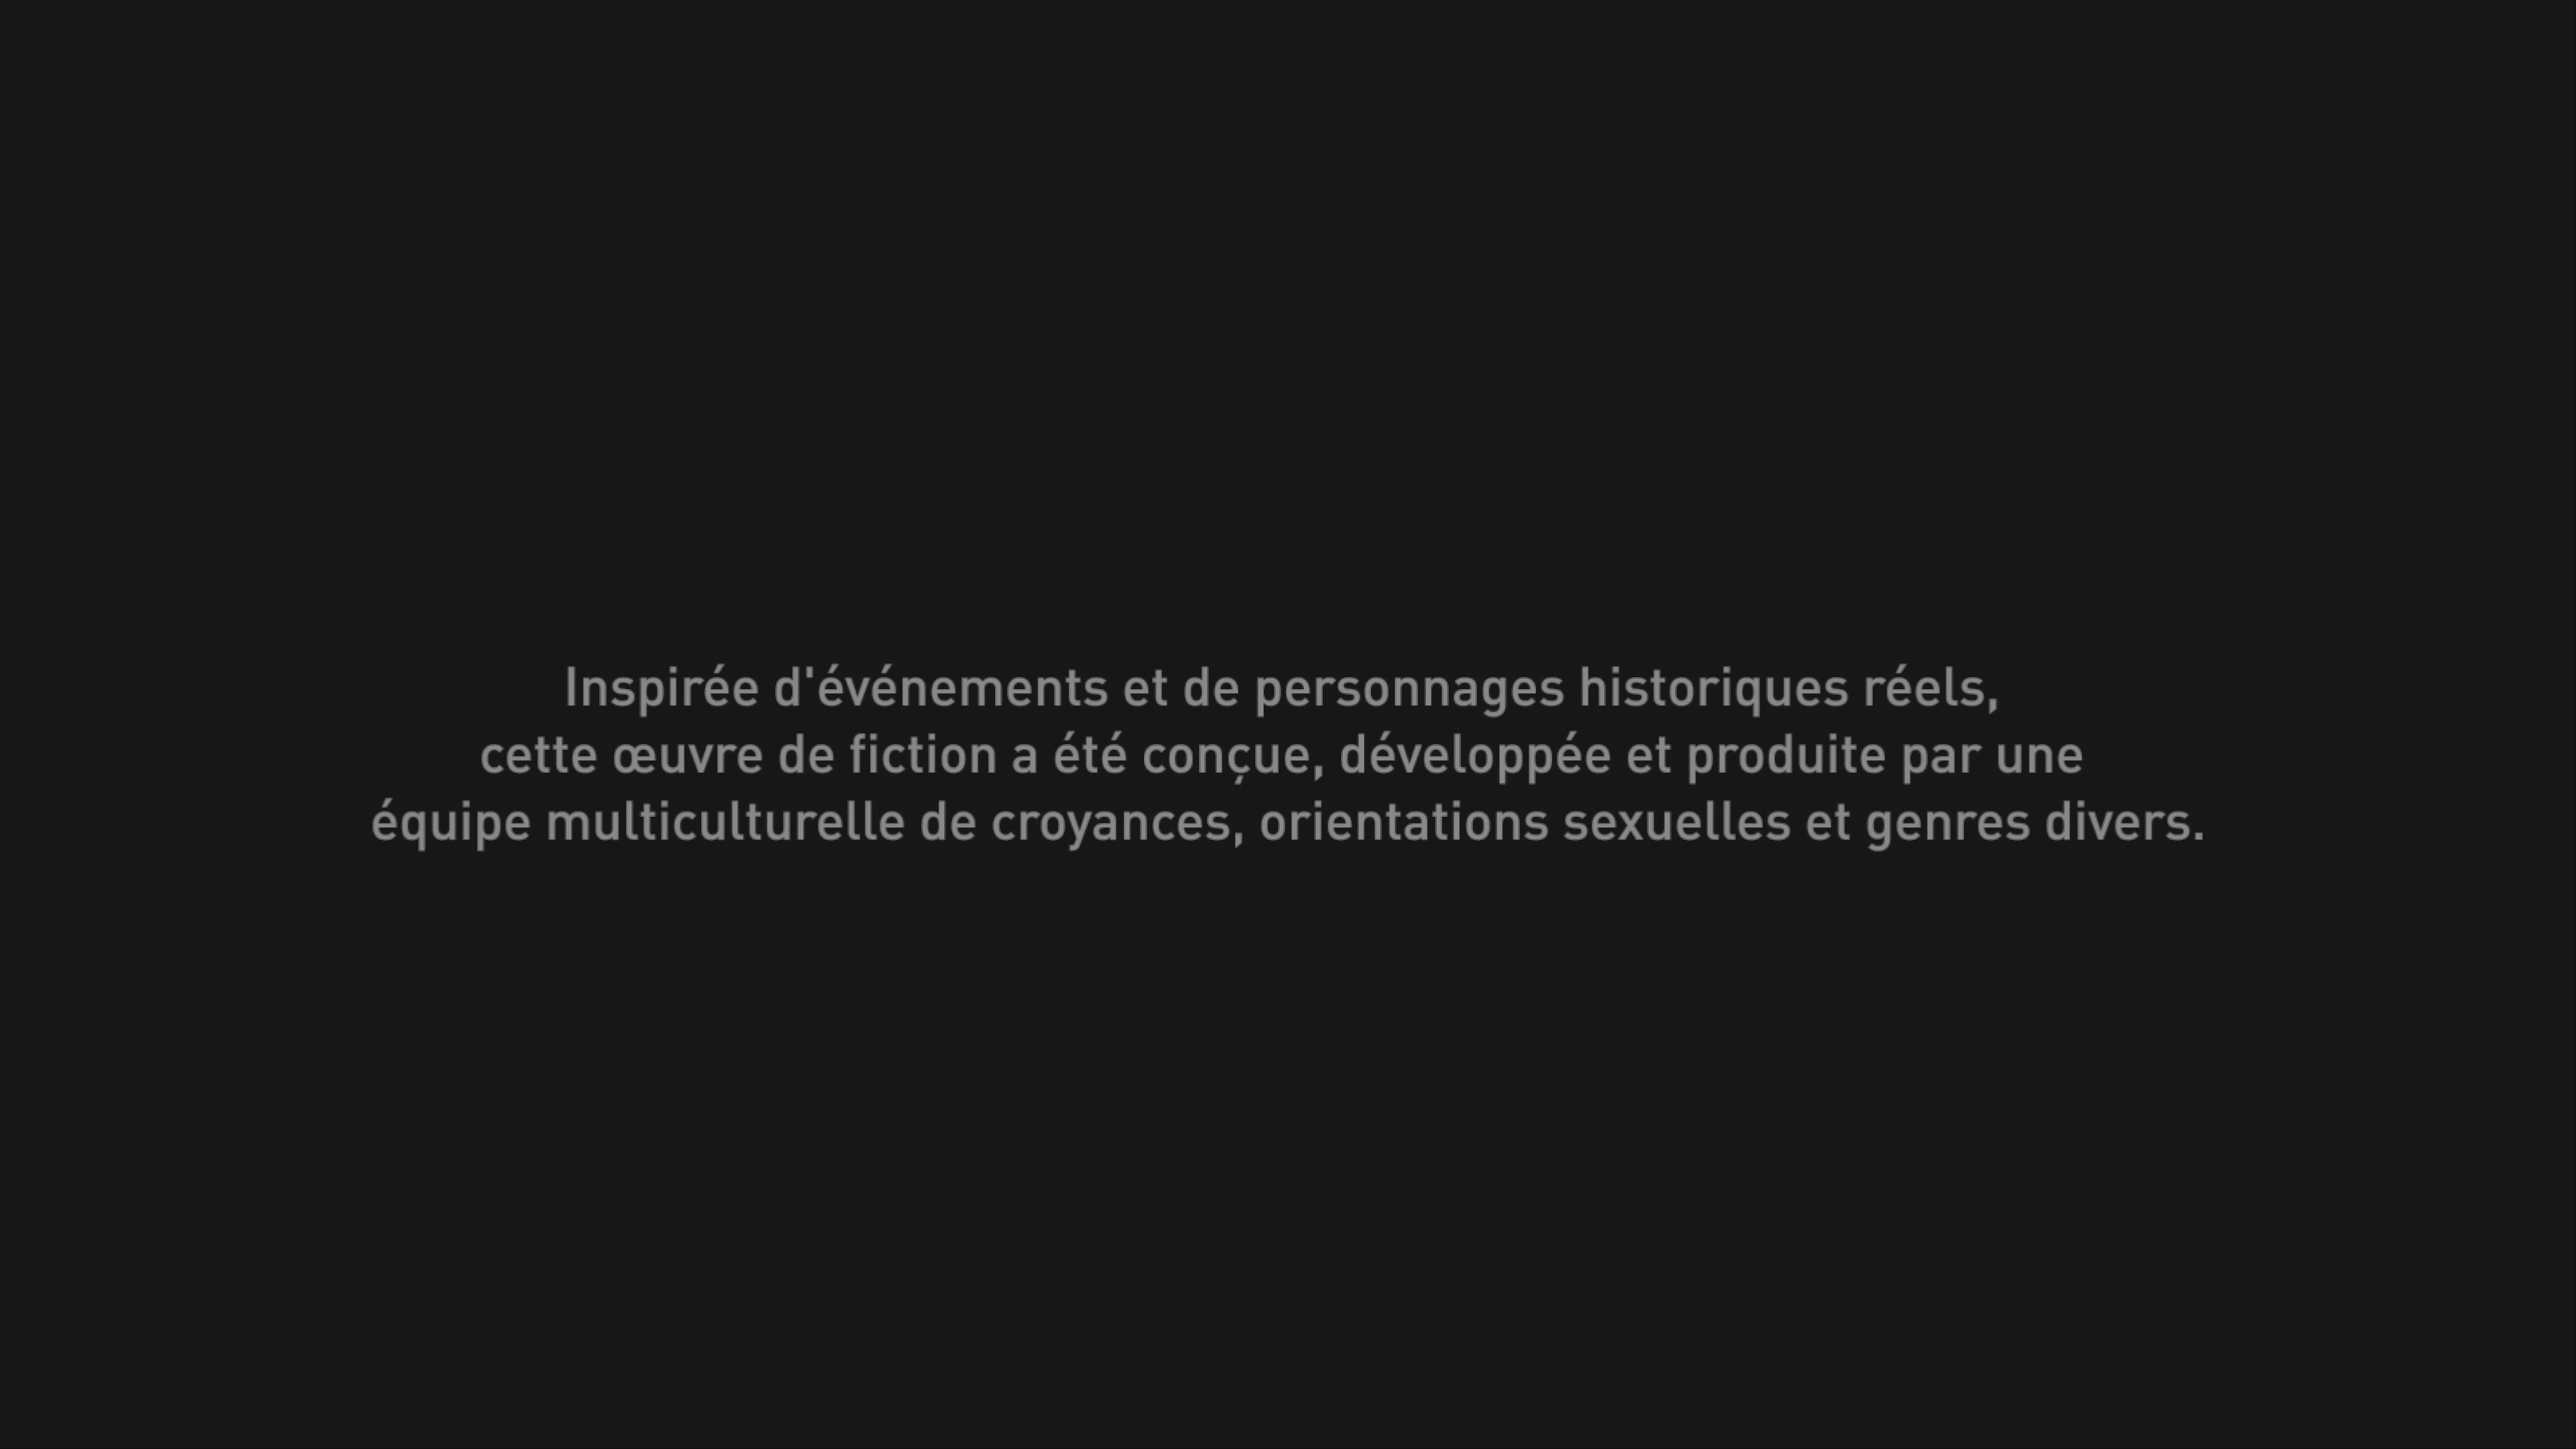 Inspirée d'événements et de personnages historiques réels,
cette œuvre de fiction a été conçue, développée et produite par une
équipe multiculturelle de croyances, orientations sexuelles et genres divers.